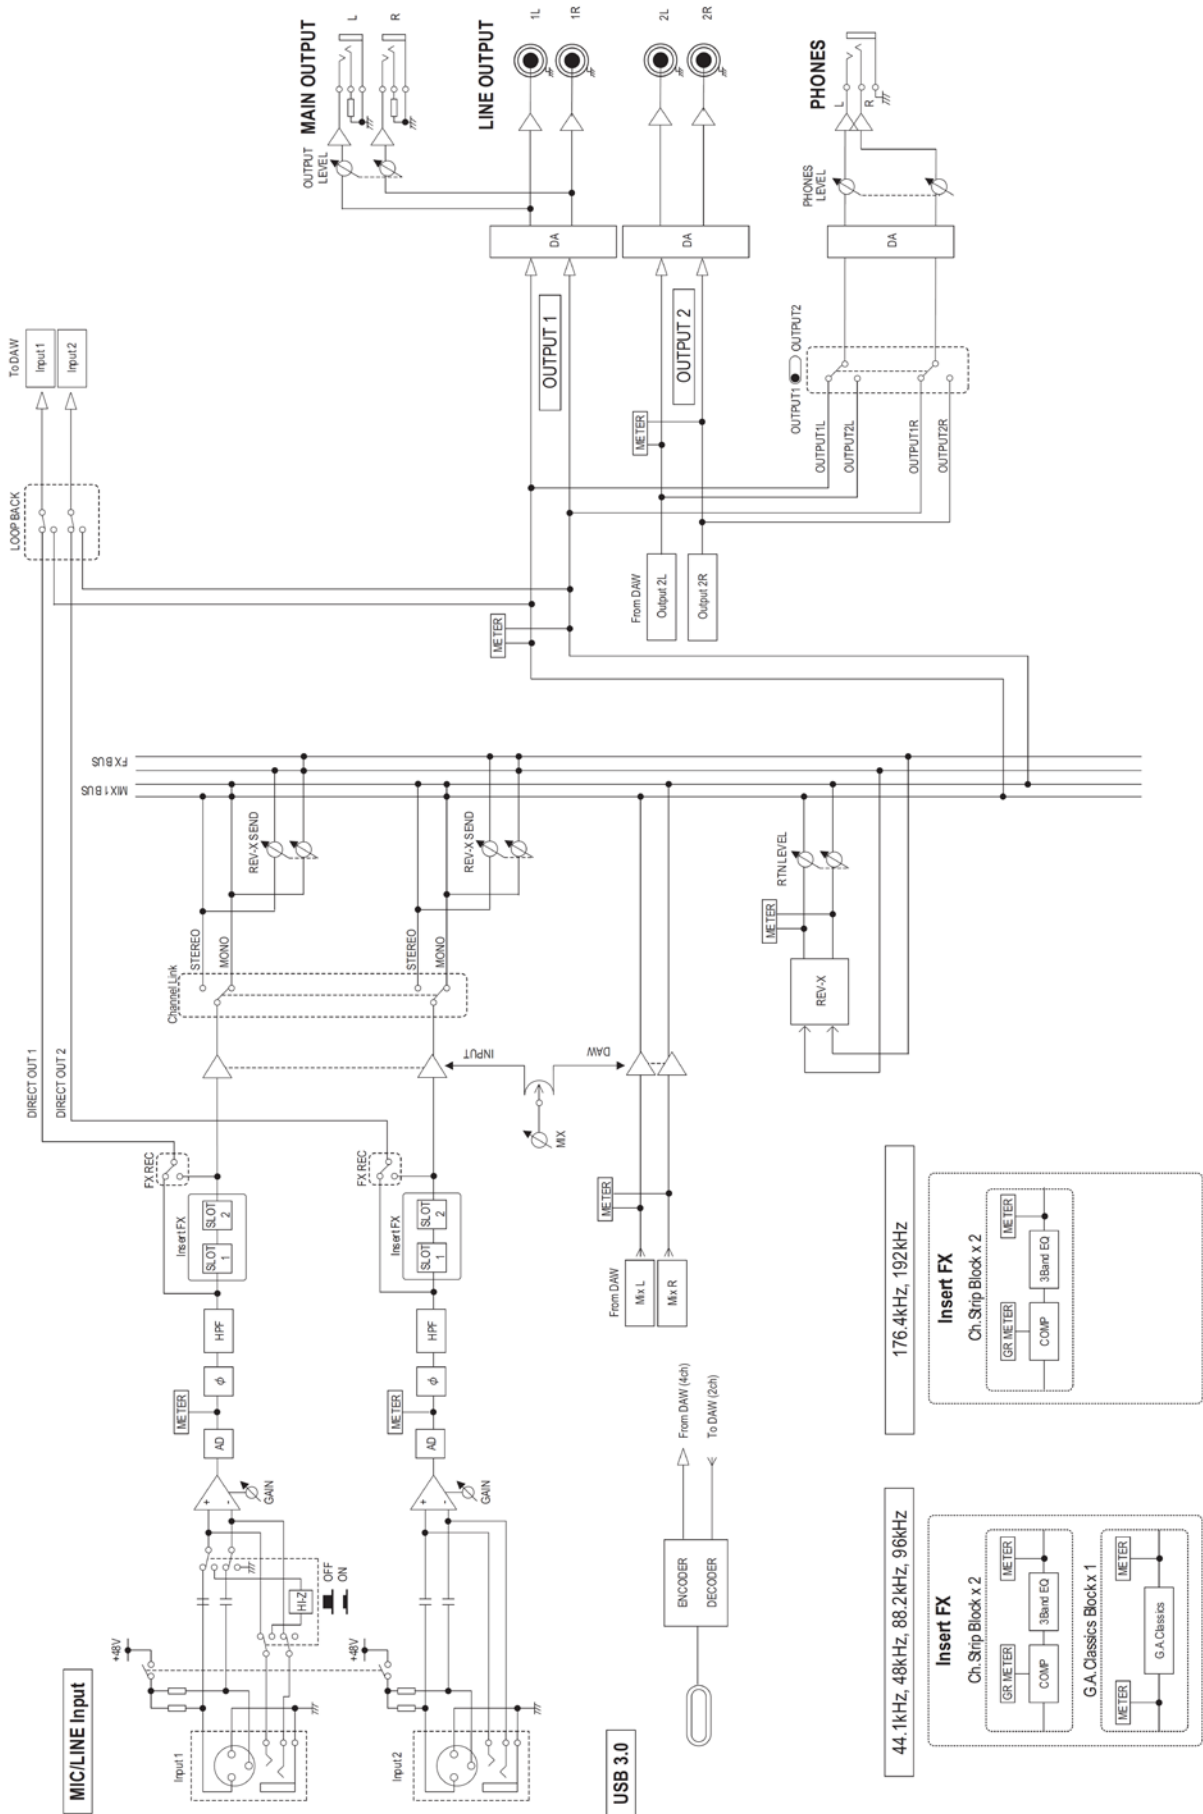 MIC/LINE Input
Input1
+48V
HI-Z
OFF
ON
+
-
GAIN
AD
METER
ϕ
HPF
Insert FX
SLOT 1
SLOT 2
FX REC
DIRECT OUT 1
DIRECT OUT 2
Channel Link
STEREO
MONO
REV-X SEND
MIX 1 BUS
FX BUS
LOOP BACK
To DAW
Input 1
Input 2
OUTPUT LEVEL
MAIN OUTPUT
L
R
Input2
+48V
+
-
GAIN
AD
METER
ϕ
HPF
Insert FX
SLOT 1
SLOT 2
FX REC
STEREO
MONO
REV-X SEND
METER
OUTPUT 1
DA
LINE OUTPUT
1L
1R
INPUT
MIX
DAW
From DAW
Mix L
Mix R
METER
From DAW
Output 2L
Output 2R
METER
OUTPUT 2
DA
2L
2R
USB 3.0
ENCODER
DECODER
From DAW (4ch)
To DAW (2ch)
REV-X
METER
RTN LEVEL
OUTPUT1L
OUTPUT2L
OUTPUT1R
OUTPUT2R
OUTPUT1
OUTPUT2
DA
PHONES LEVEL
PHONES
L
R
44.1kHz, 48kHz, 88.2kHz, 96kHz
Insert FX
Ch.Strip Block x 2
GR METER
METER
COMP
3Band EQ
G.A.Classics Block x 1
METER
METER
G.A.Classics
176.4kHz, 192kHz
Insert FX
Ch.Strip Block x 2
GR METER
METER
COMP
3Band EQ